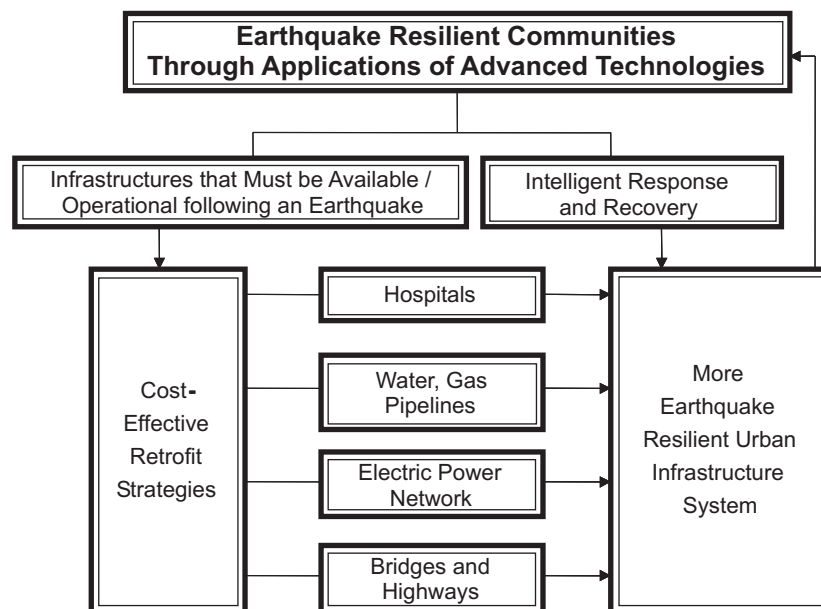 Earthquake Resilient Communities
Through Applications of Advanced Technologies
Infrastructures that Must be Available /
Operational following an Earthquake
Intelligent Response
and Recovery
Cost-
Effective
Retrofit
Strategies
Hospitals
Water, Gas
Pipelines
Electric Power
Network
Bridges and
Highways
More
Earthquake
Resilient Urban
Infrastructure
System